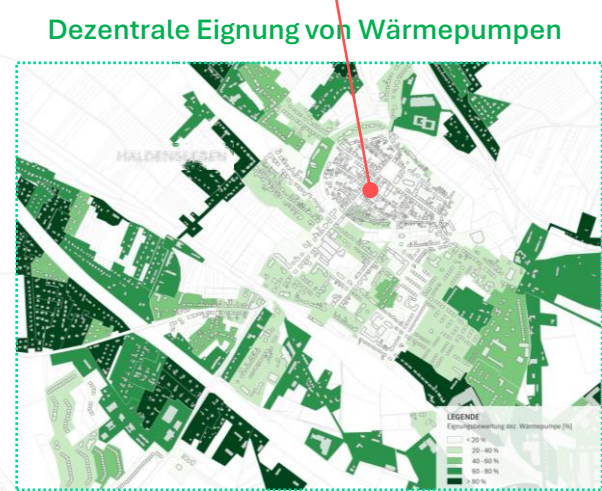 Dezentrale Eignung von Wärmepumpen
HALDENSLEBEN
LEGENDE
Eignungsbewertung dez. Wärmepumpe [%]
< 20 %
20 - 40 %
40 - 60 %
60 - 80 %
> 80 %